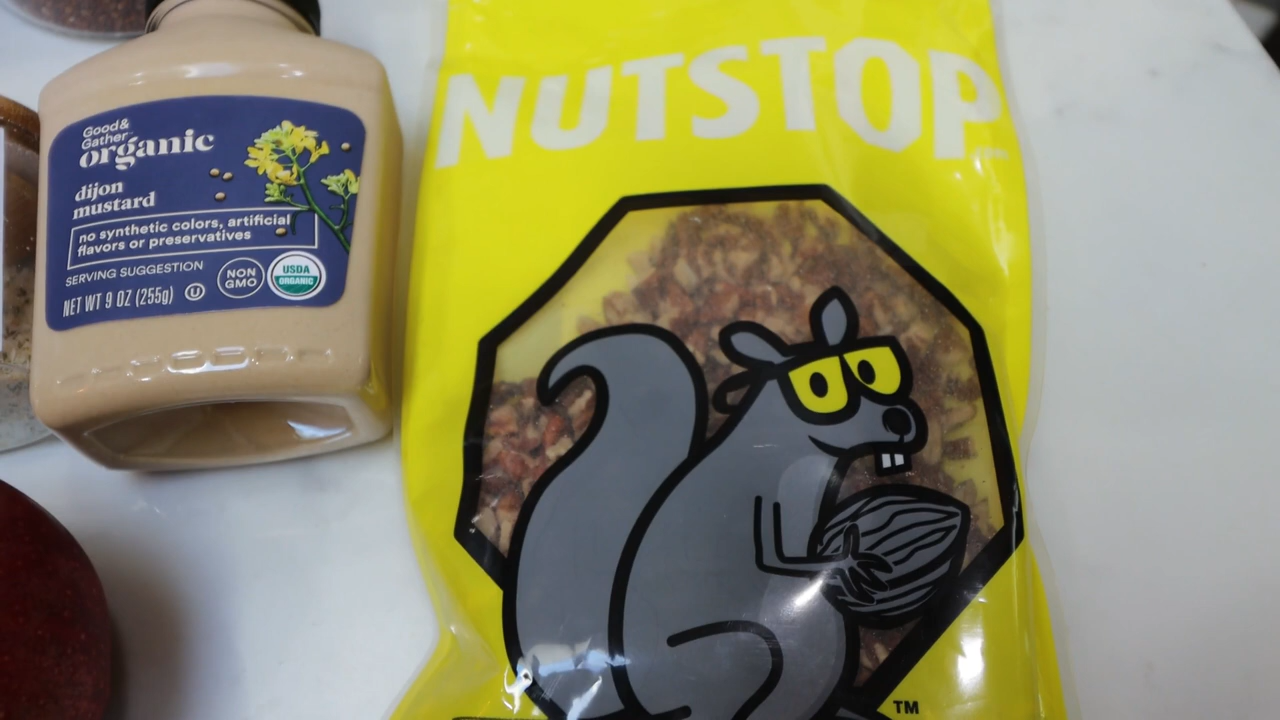 Good&
Gather™
organic
dijon
mustard
no synthetic colors, artificial
flavors or preservatives
SERVING SUGGESTION
NET WT 9 OZ (255g)
U
NON
GMO
USDA
ORGANIC
NUTSTOP
TM